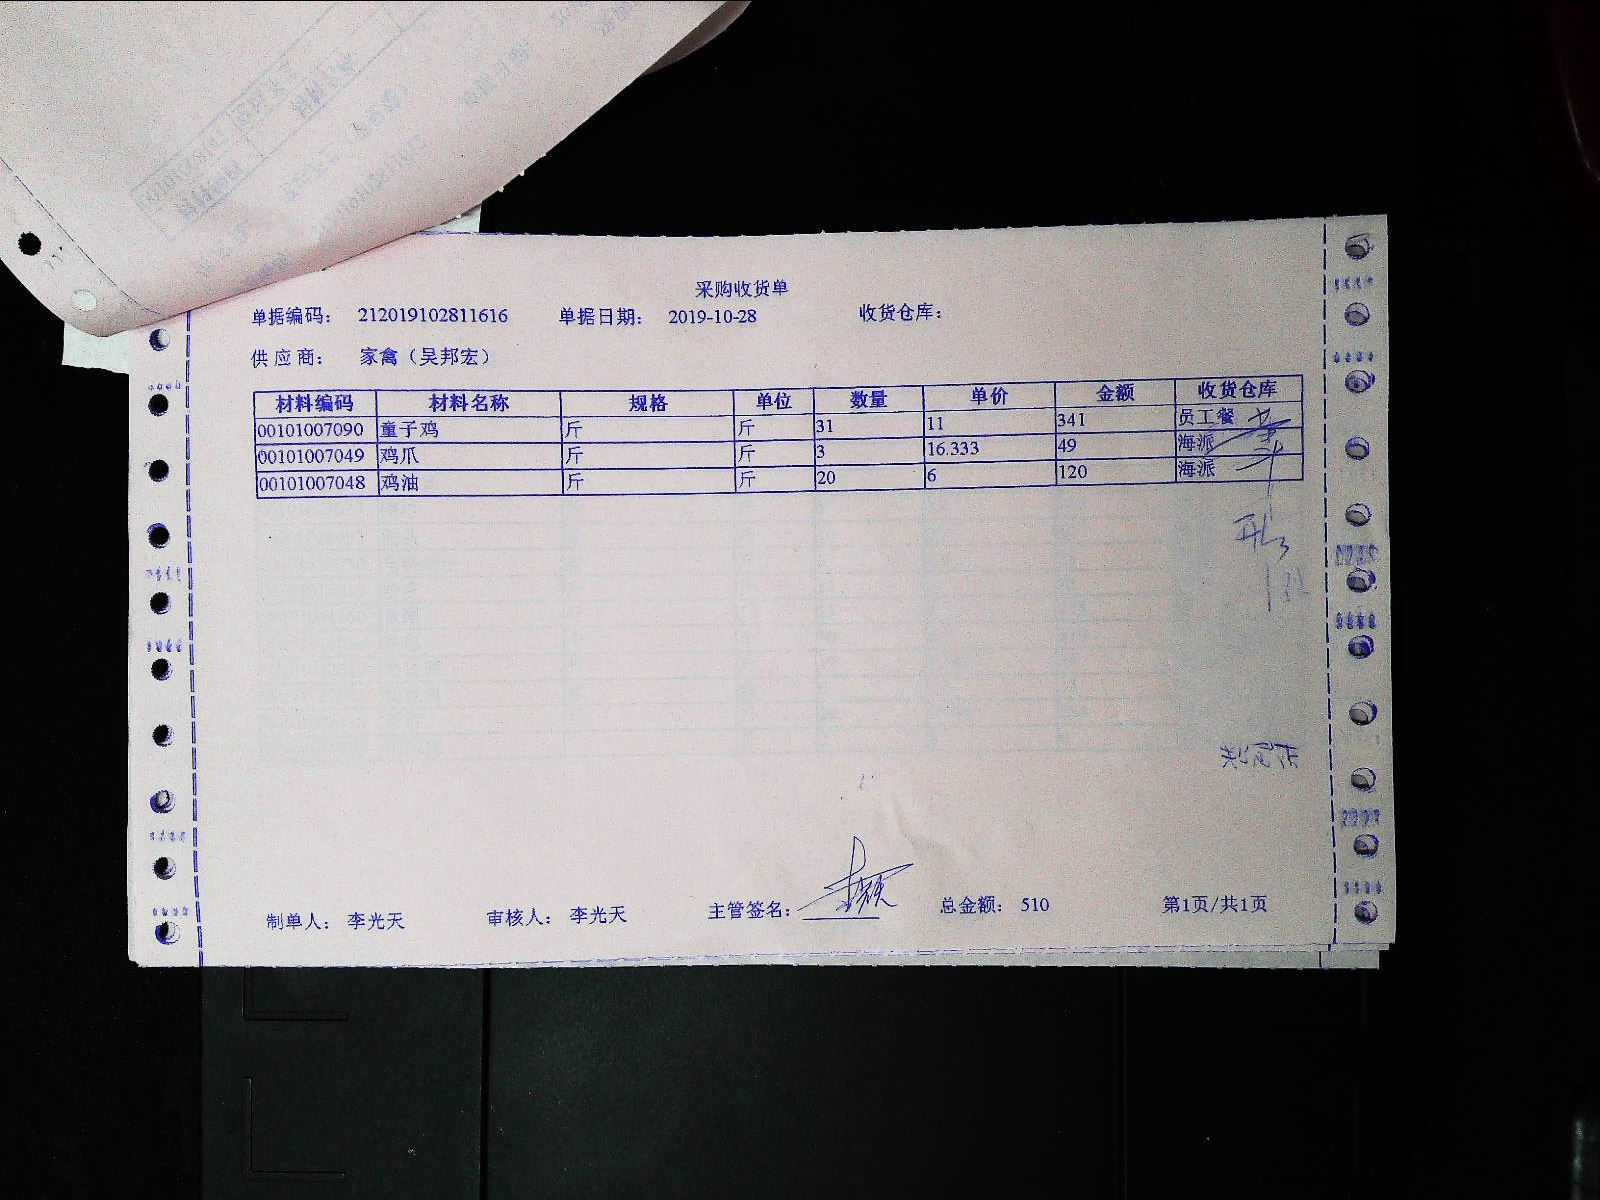 采购收货单
单据编码： 212019102811616 单据日期： 2019-10-28 收货仓库：
供应商： 家禽（吴邦宏）
材料编码 材料名称 规格 单位 数量 单价 金额 收货仓库
00101007090 童子鸡 斤 斤 31 11 341 员工餐
00101007049 鸡爪 斤 斤 3 16.333 49 海派
00101007048 鸡油 斤 斤 20 6 120 海派
制单人： 李光天 审核人： 李光天 主管签名： 总金额： 510 第1页/共1页